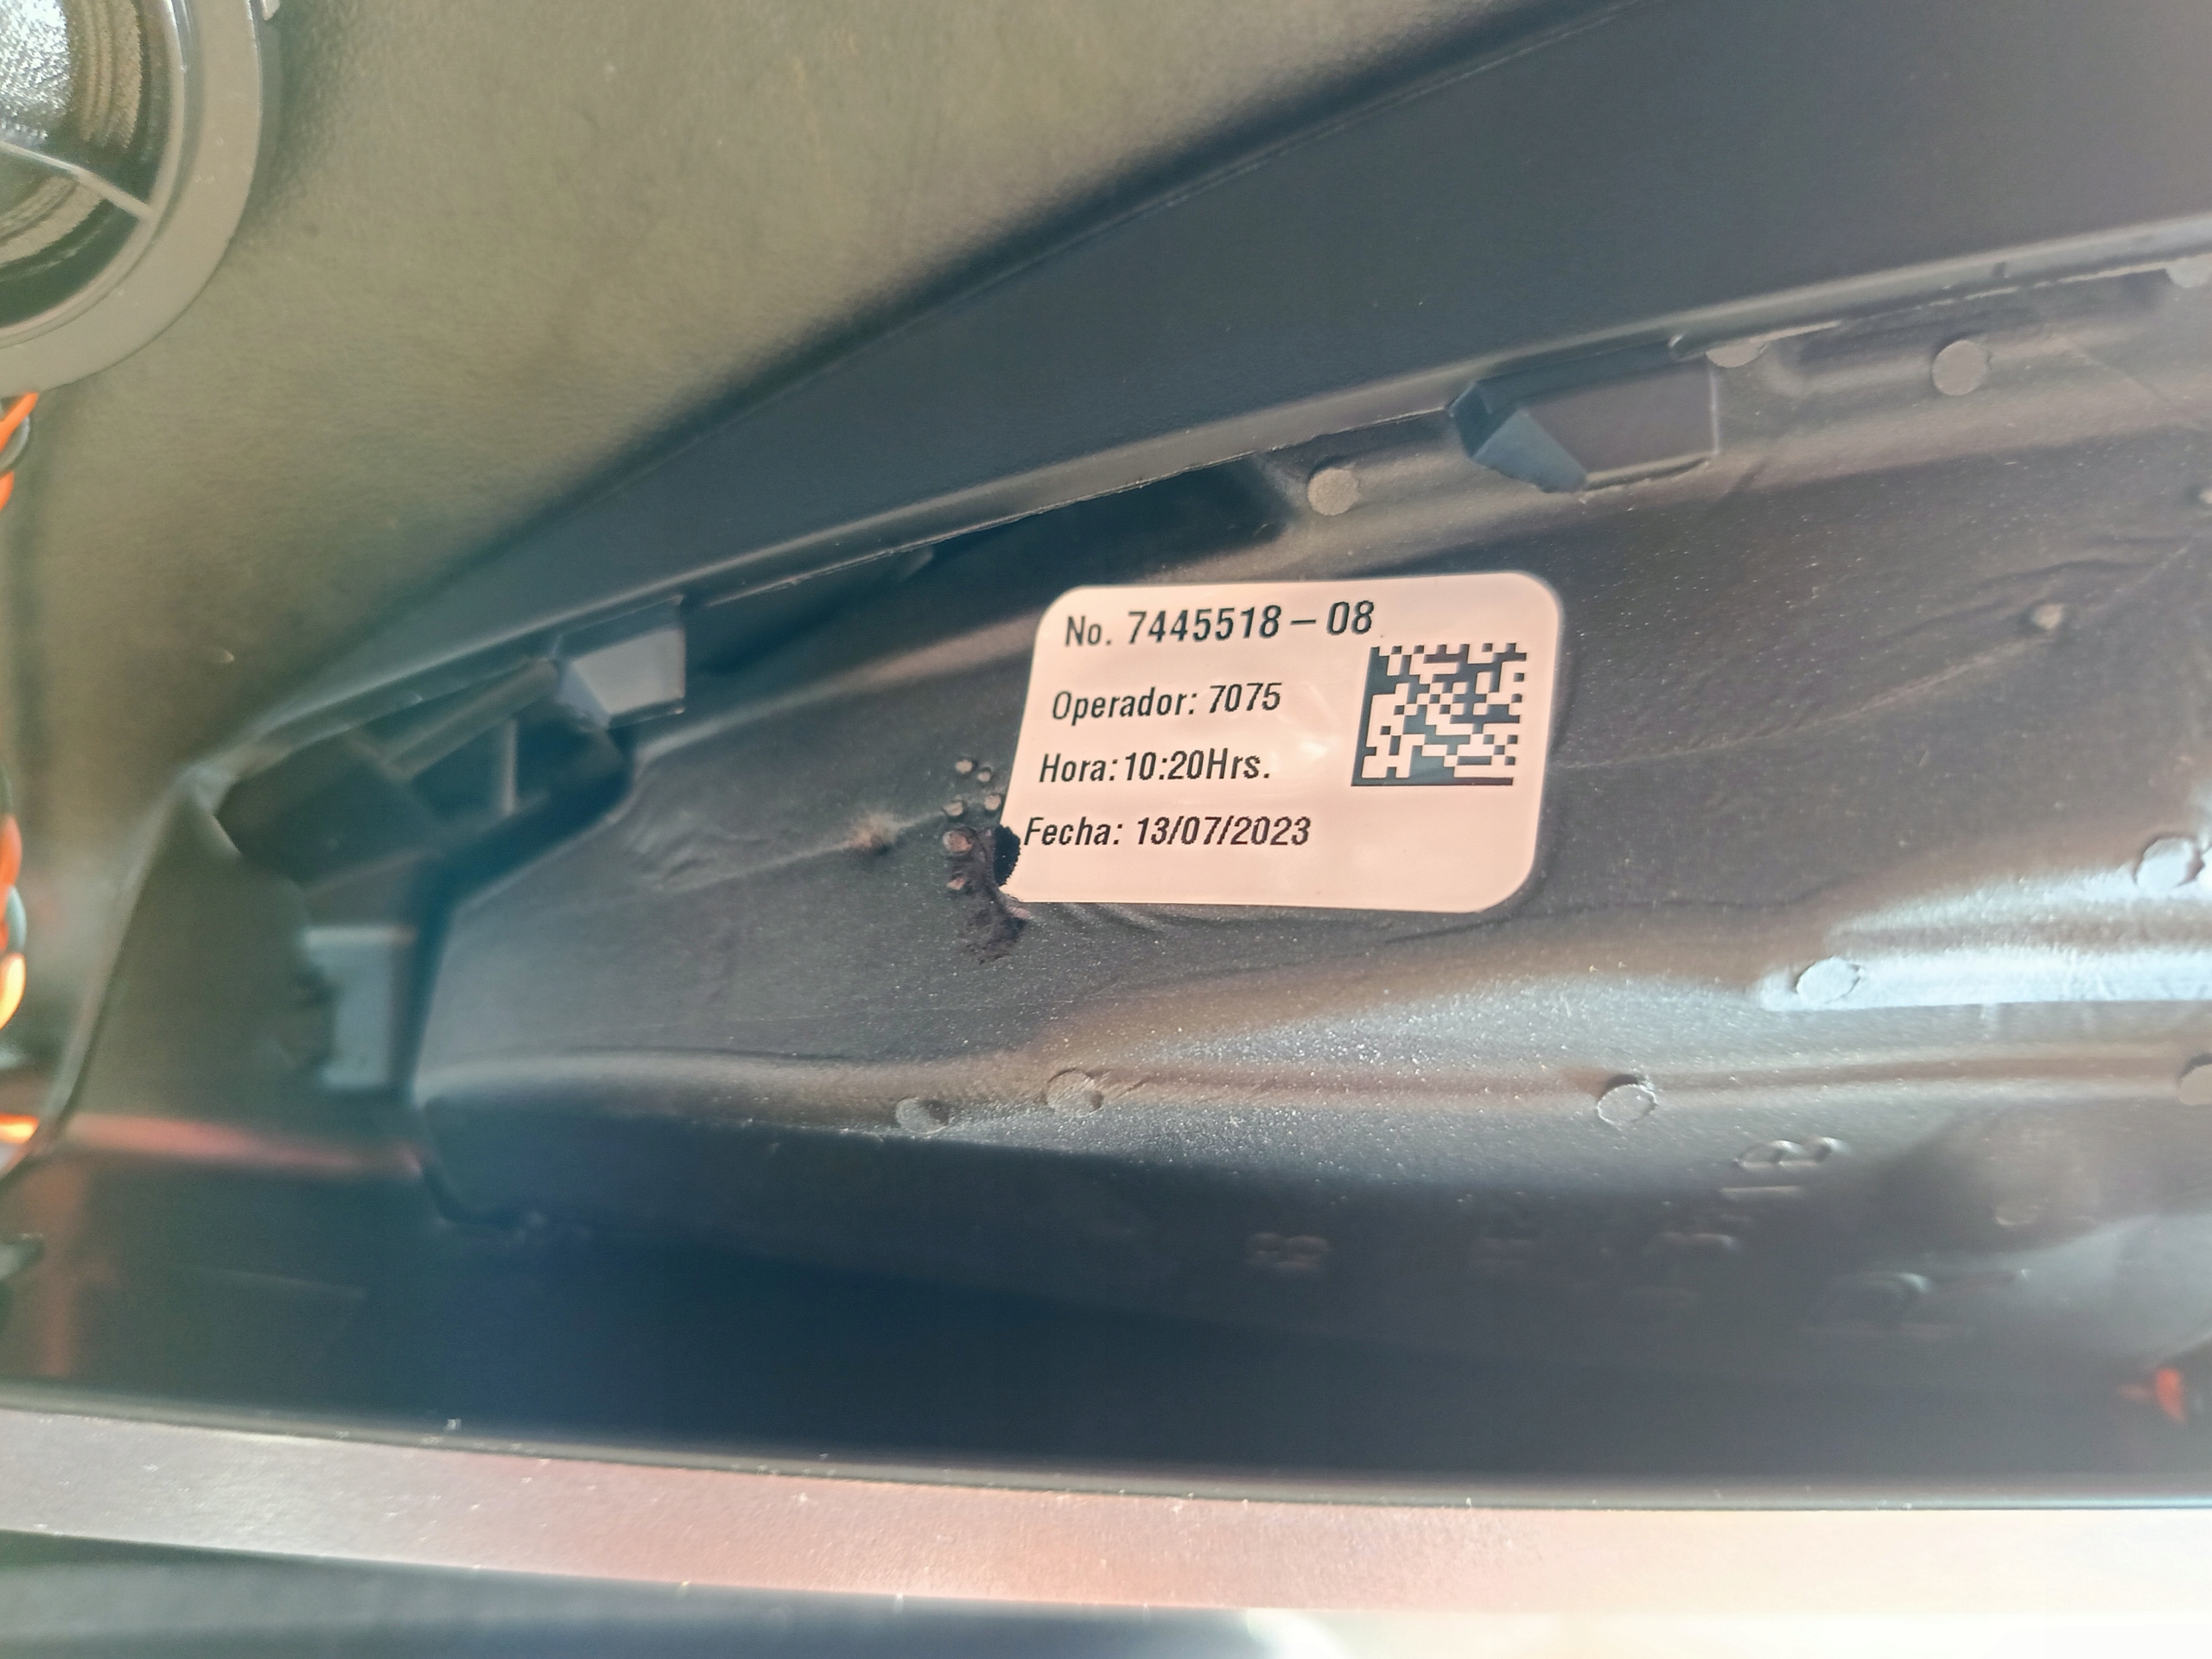 No. 7445518 – 08
Operador: 7075
Hora: 10:20Hrs.
Fecha: 13/07/2023